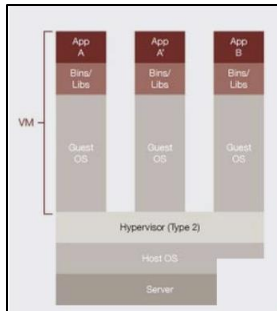 App
A
App
A'
App
B
Bins/
Libs
Bins/
Libs
Bins/
Libs
VM
Guest
OS
Guest
OS
Guest
OS
Hypervisor (Type 2)
Host OS
Server